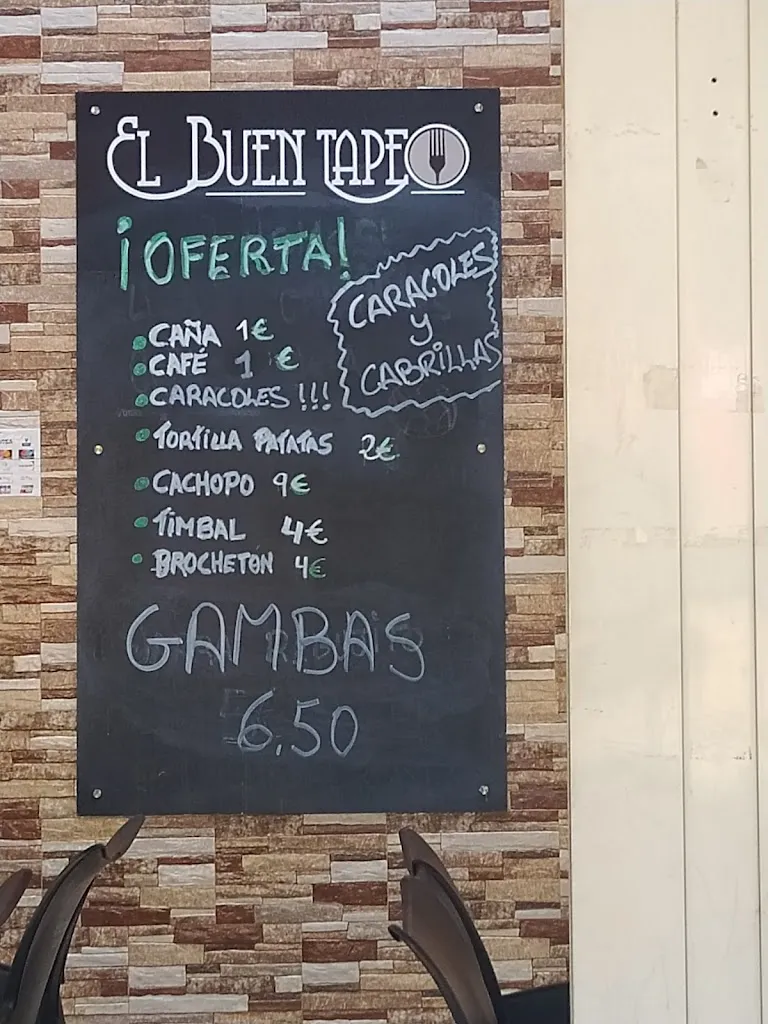 EL BUEN TAPEO
¡OFERTA!
CARACOLES
y
CABRILLAS
CAÑA 1€
CAFÉ 1 €
CARACOLES !!!
TORTILLA PATATAS 2€
CACHOPO 9€
TIMBAL 4€
BROCHETÓN 4€
GAMBAS
6.50